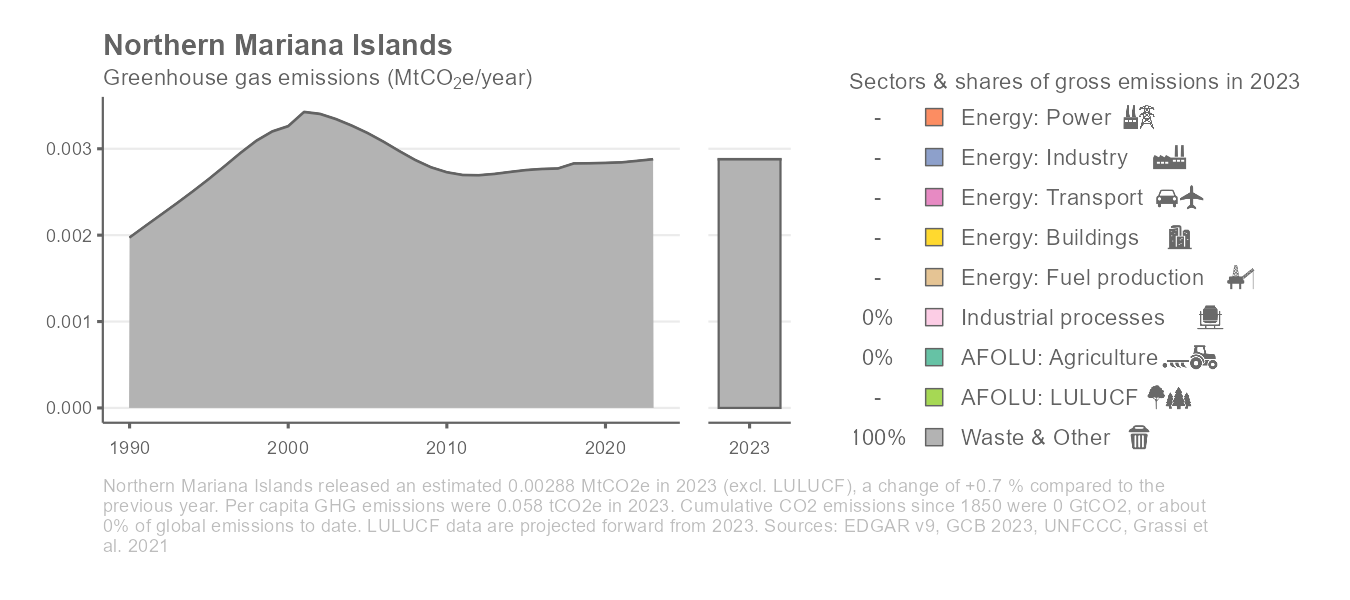 Northern Mariana Islands
Greenhouse gas emissions (MtCO₂e/year)
0.003
0.002
0.001
0.000
1990
2000
2010
2020
2023
Sectors & shares of gross emissions in 2023
- Energy: Power
- Energy: Industry
- Energy: Transport
- Energy: Buildings
- Energy: Fuel production
0% Industrial processes
0% AFOLU: Agriculture
- AFOLU: LULUCF
100% Waste & Other
Northern Mariana Islands released an estimated 0.00288 MtCO2e in 2023 (excl. LULUCF), a change of +0.7 % compared to the
previous year. Per capita GHG emissions were 0.058 tCO2e in 2023. Cumulative CO2 emissions since 1850 were 0 GtCO2, or about
0% of global emissions to date. LULUCF data are projected forward from 2023. Sources: EDGAR v9, GCB 2023, UNFCCC, Grassi et
al. 2021